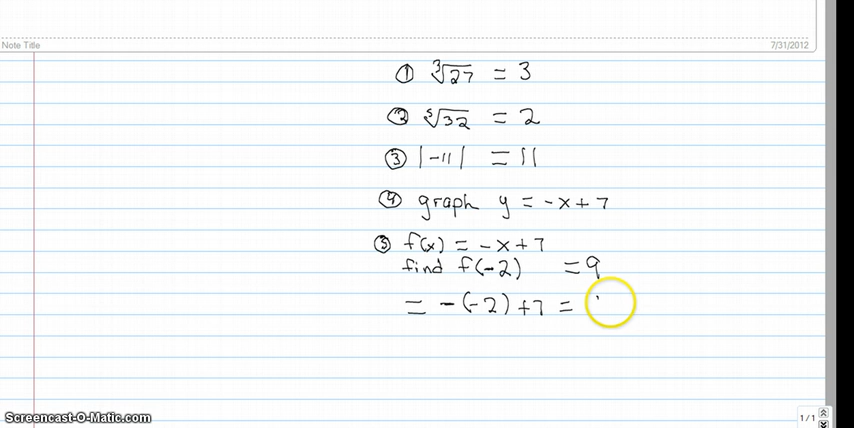 Note Title
7/31/2012
① ∛27 = 3
② ⁵√32 = 2
③ |-11| = 11
④ graph y = -x + 7
⑤ f(x) = -x + 7
find f(-2) = 9
= -(-2) + 7 =
Screencast-O-Matic.com
1/1